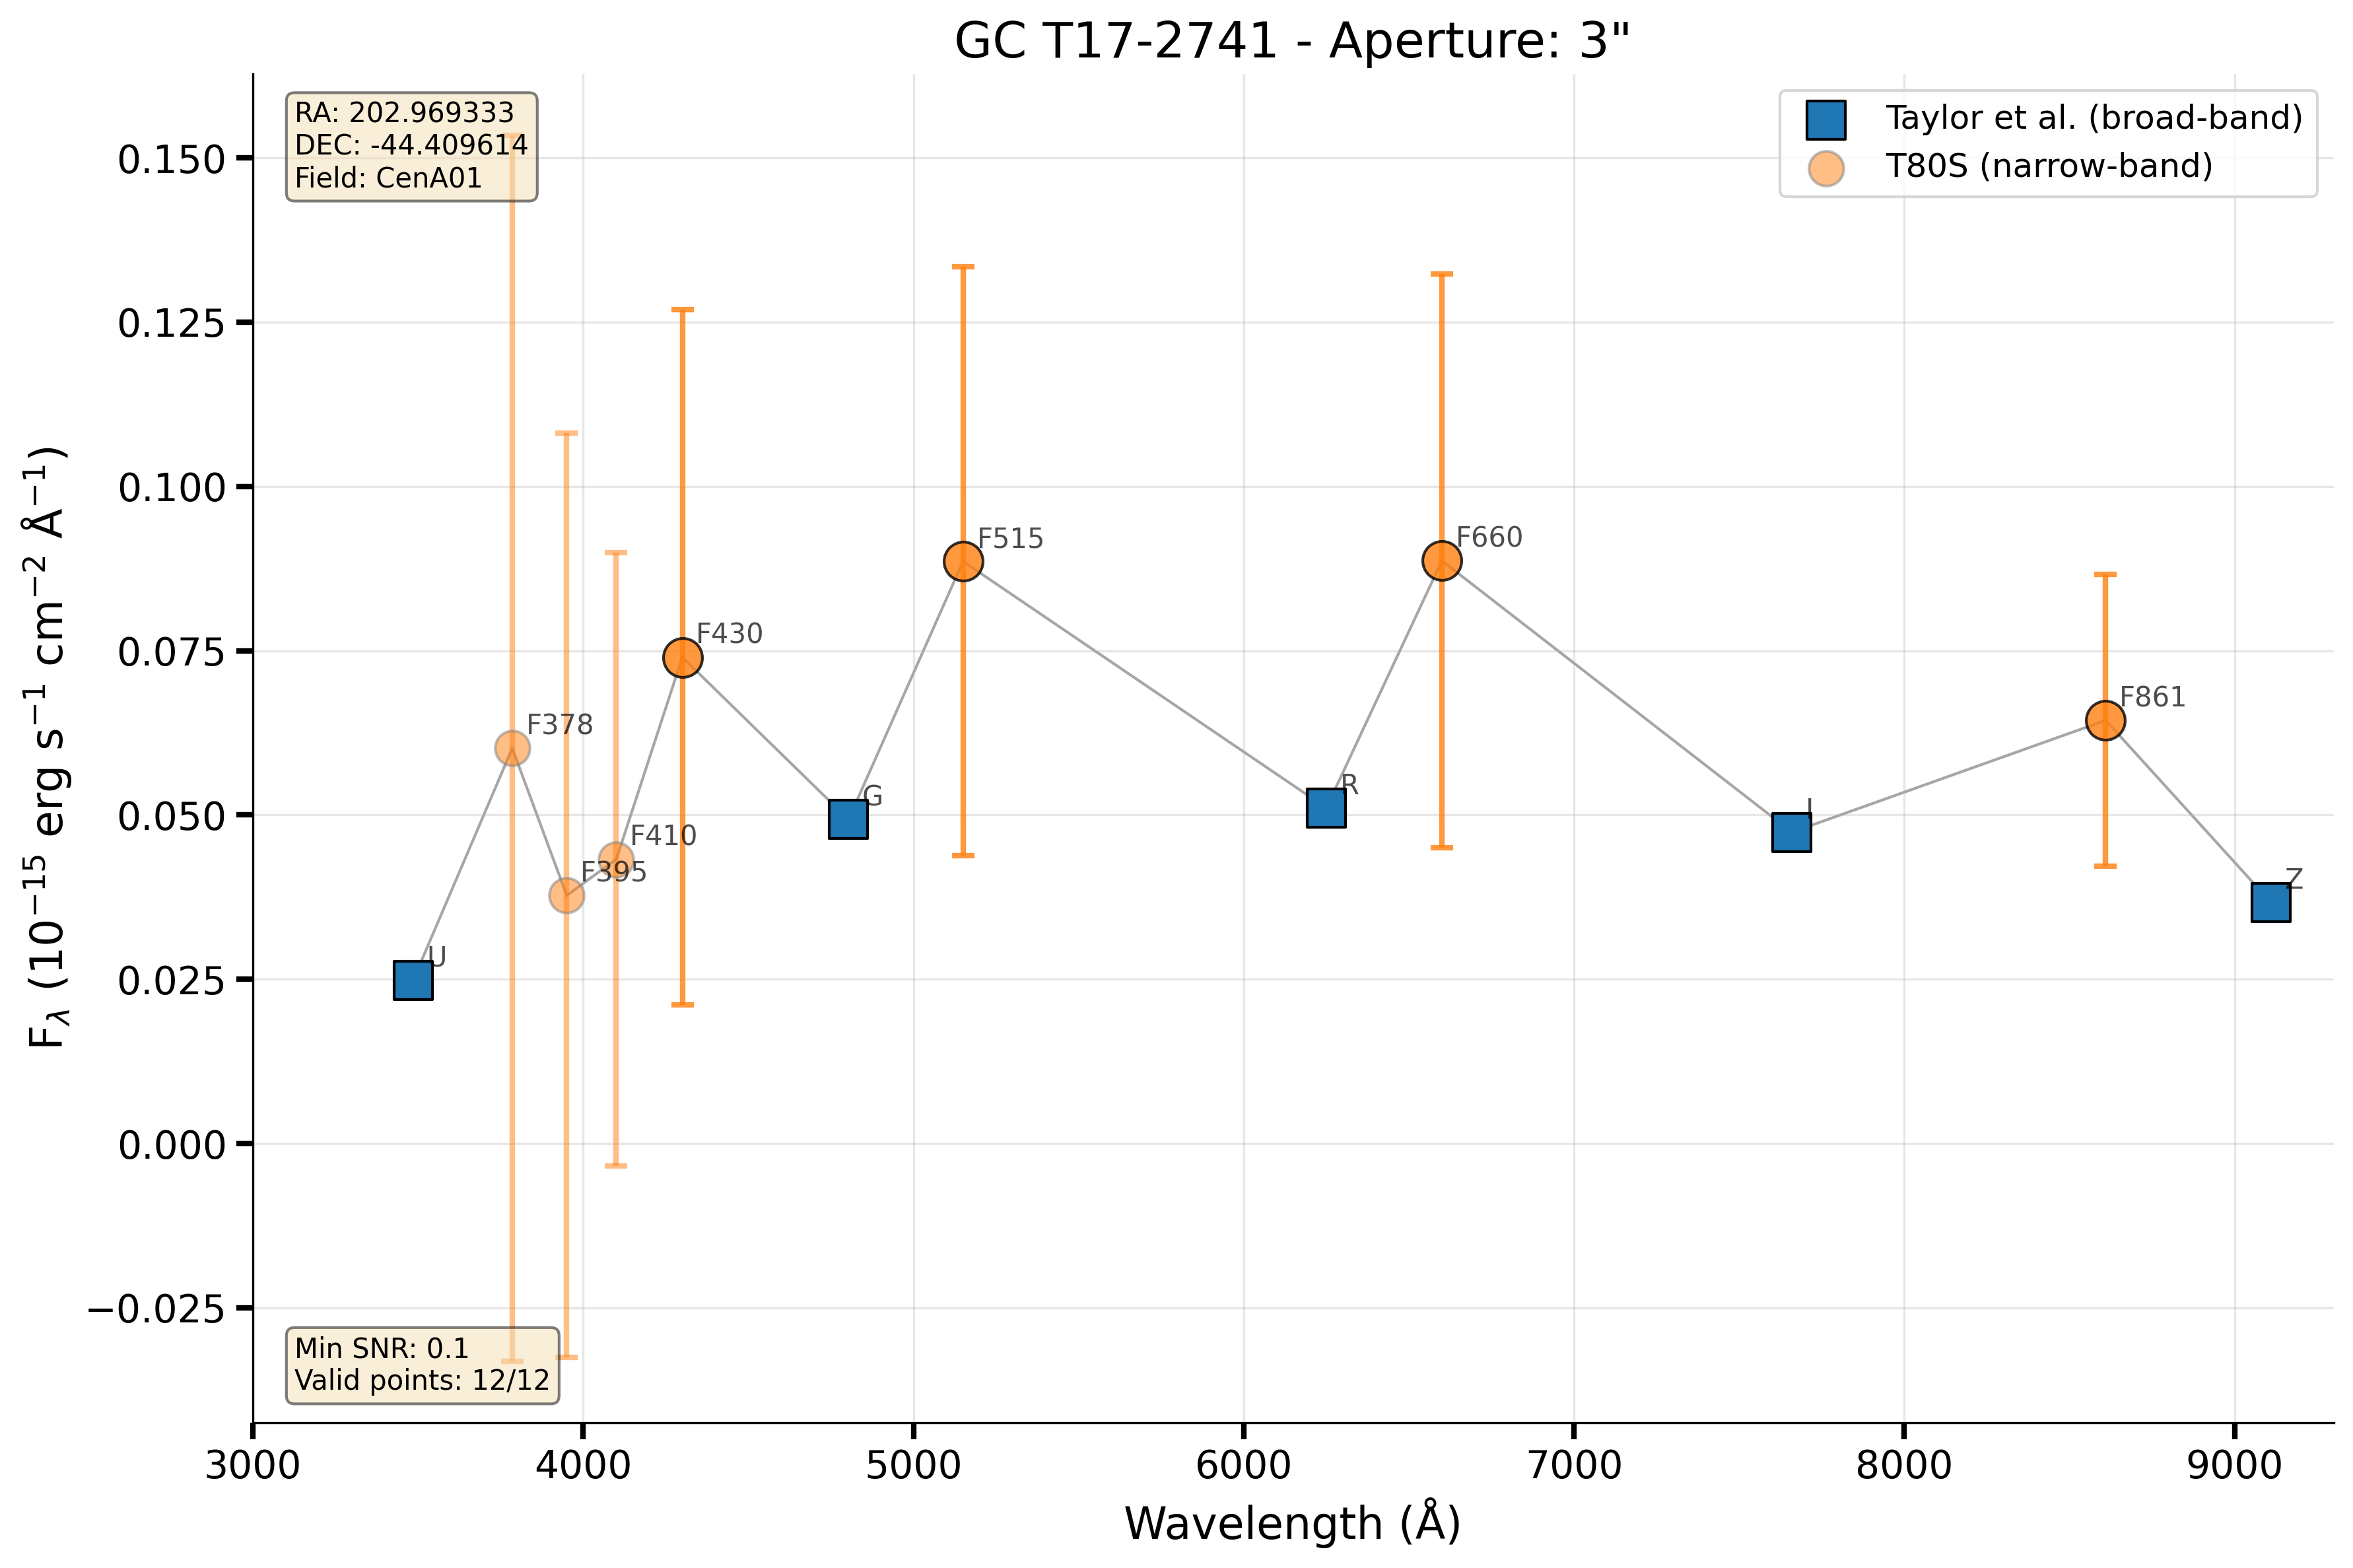 GC T17-2741 - Aperture: 3"
RA: 202.969333
DEC: -44.409614
Field: CenA01
Taylor et al. (broad-band)
T80S (narrow-band)
F_λ (10⁻¹⁵ erg s⁻¹ cm⁻² Å⁻¹)
0.150
0.125
0.100
0.075
0.050
0.025
0.000
−0.025
U
F378
F395
F410
F430
G
F515
R
F660
I
F861
Z
Min SNR: 0.1
Valid points: 12/12
3000
4000
5000
6000
7000
8000
9000
Wavelength (Å)